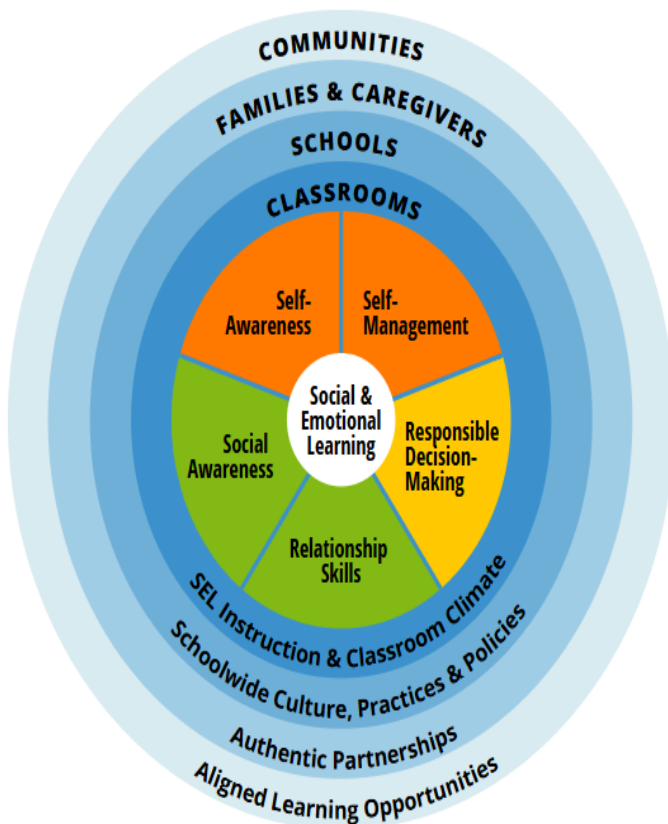 COMMUNITIES
FAMILIES & CAREGIVERS
SCHOOLS
CLASSROOMS
Self-
Awareness
Self-
Management
Social &
Emotional
Learning
Social
Awareness
Responsible
Decision-
Making
Relationship
Skills
SEL Instruction & Classroom Climate
Schoolwide Culture, Practices & Policies
Authentic Partnerships
Aligned Learning Opportunities